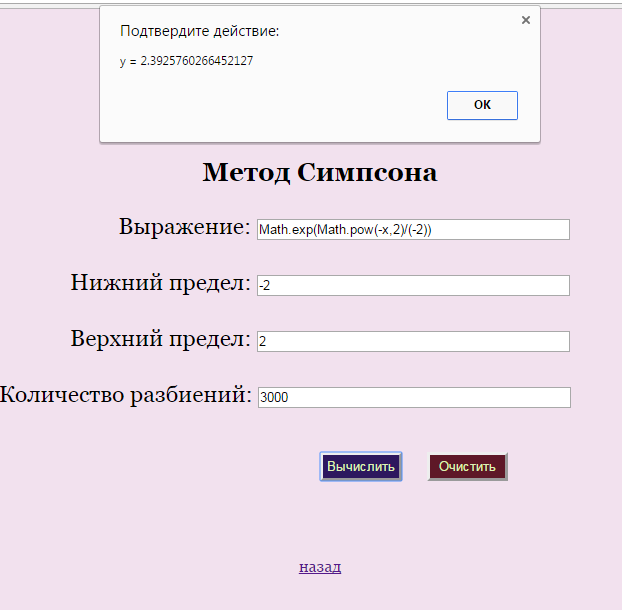 Подтвердите действие:
×
y = 2.3925760266452127
ОК
Метод Симпсона
Выражение: Math.exp(Math.pow(-x,2)/(-2))
Нижний предел: -2
Верхний предел: 2
Количество разбиений: 3000
Вычислить Очистить
назад